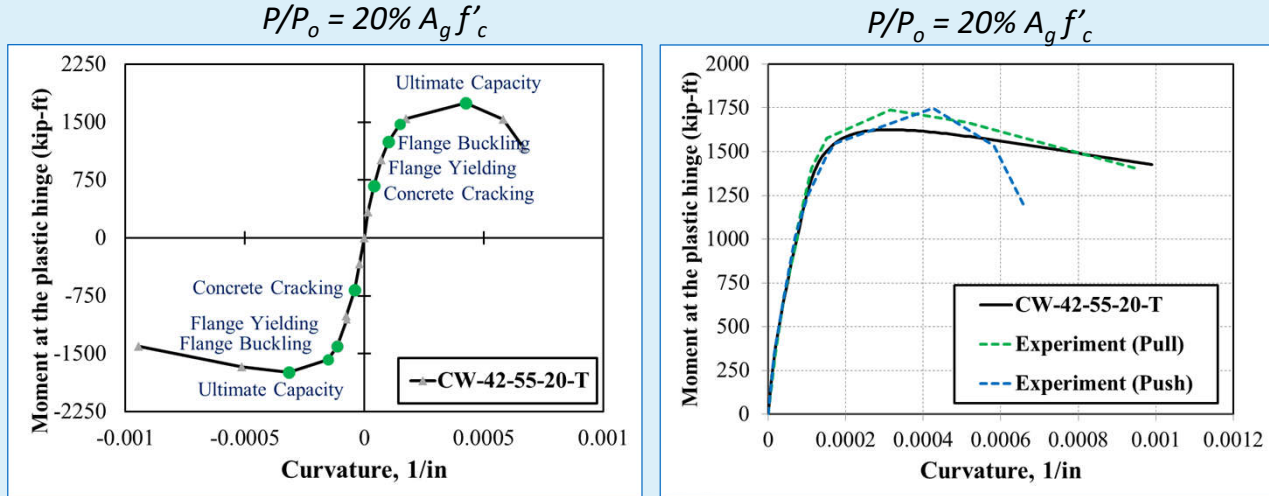 P/Pₒ = 20% A_g f'_c
P/Pₒ = 20% A_g f'_c
Moment at the plastic hinge (kip-ft)
2250
1500
750
0
-750
-1500
-2250
Ultimate Capacity
Flange Buckling
Flange Yielding
Concrete Cracking
Concrete Cracking
Flange Yielding
Flange Buckling
Ultimate Capacity
CW-42-55-20-T
-0.001
-0.0005
0
0.0005
0.001
Curvature, 1/in
Moment at the plastic hinge (kip-ft)
2000
1750
1500
1250
1000
750
500
250
0
CW-42-55-20-T
Experiment (Pull)
Experiment (Push)
0
0.0002
0.0004
0.0006
0.0008
0.001
0.0012
Curvature, 1/in